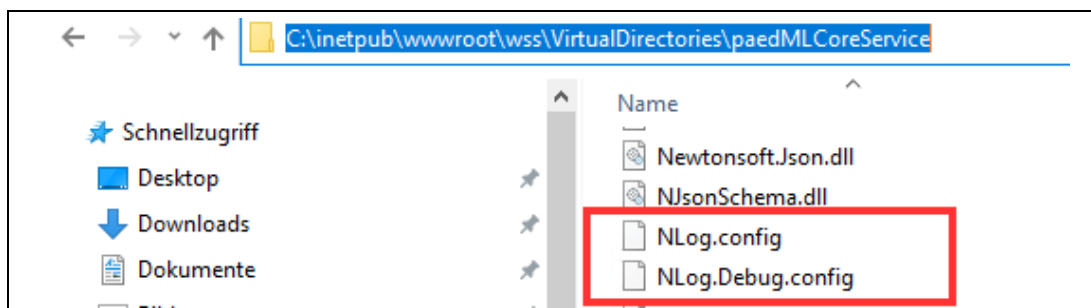 C:\inetpub\wwwroot\wss\VirtualDirectories\paedMLCoreService
Schnellzugriff
Desktop
Downloads
Dokumente
Name
Newtonsoft.Json.dll
NJsonSchema.dll
NLog.config
NLog.Debug.config